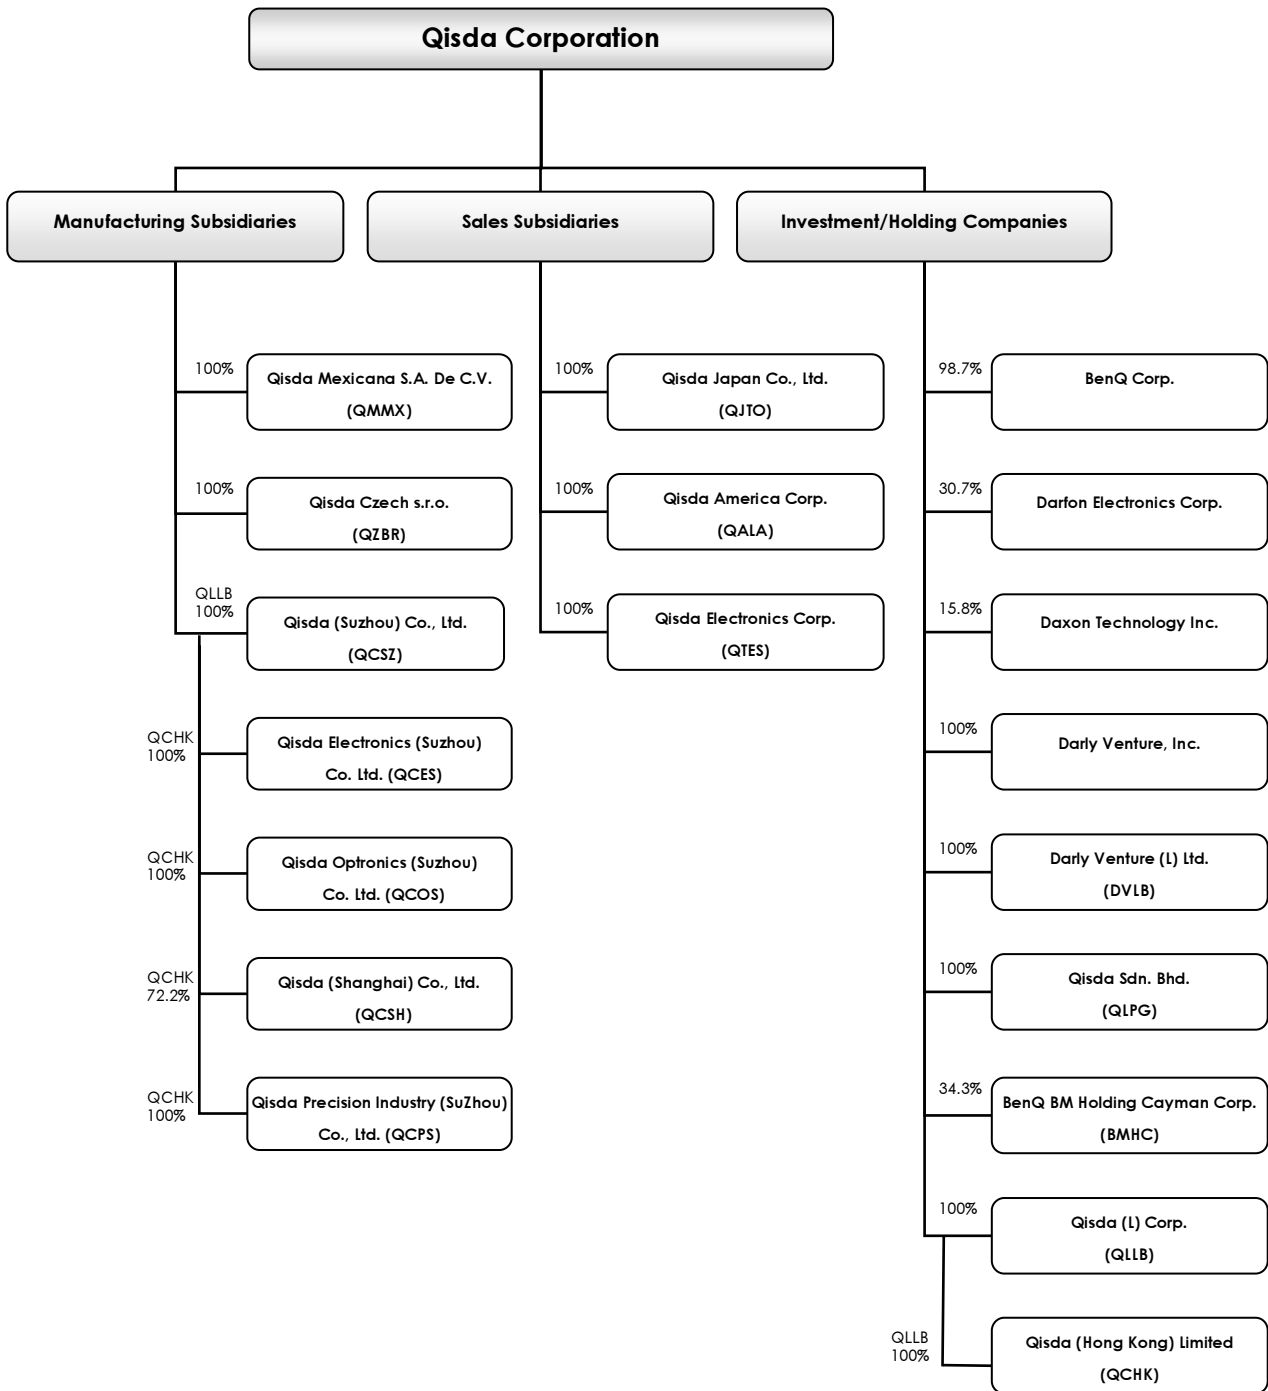 Qisda Corporation
Manufacturing Subsidiaries
Sales Subsidiaries
Investment/Holding Companies
100%
Qisda Mexicana S.A. De C.V.
(QMMX)
100%
Qisda Czech s.r.o.
(QZBR)
QLLB
100%
Qisda (Suzhou) Co., Ltd.
(QCSZ)
QCHK
100%
Qisda Electronics (Suzhou)
Co. Ltd. (QCES)
QCHK
100%
Qisda Optronics (Suzhou)
Co. Ltd. (QCOS)
QCHK
72.2%
Qisda (Shanghai) Co., Ltd.
(QCSH)
QCHK
100%
Qisda Precision Industry (SuZhou)
Co., Ltd. (QCPS)
100%
Qisda Japan Co., Ltd.
(QJTO)
100%
Qisda America Corp.
(QALA)
100%
Qisda Electronics Corp.
(QTES)
98.7%
BenQ Corp.
30.7%
Darfon Electronics Corp.
15.8%
Daxon Technology Inc.
100%
Darly Venture, Inc.
100%
Darly Venture (L) Ltd.
(DVLB)
100%
Qisda Sdn. Bhd.
(QLPG)
34.3%
BenQ BM Holding Cayman Corp.
(BMHC)
100%
Qisda (L) Corp.
(QLLB)
QLLB
100%
Qisda (Hong Kong) Limited
(QCHK)